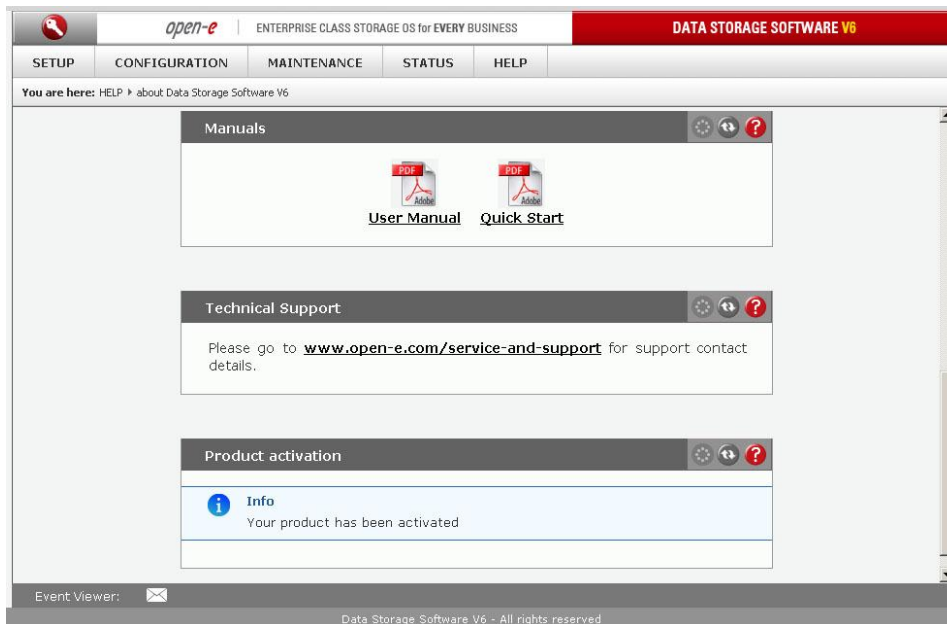 open-e ENTERPRISE CLASS STORAGE OS for EVERY BUSINESS DATA STORAGE SOFTWARE V6
SETUP CONFIGURATION MAINTENANCE STATUS HELP
You are here: HELP ▸ about Data Storage Software V6
Manuals
PDF Adobe PDF Adobe
User Manual Quick Start
Technical Support
Please go to www.open-e.com/service-and-support for support contact
details.
Product activation
Info
Your product has been activated
Event Viewer:
Data Storage Software V6 - All rights reserved